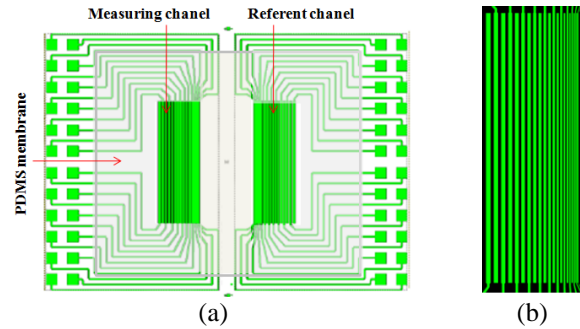 Measuring chanel
Referent chanel
PDMS membrane
(a)
(b)